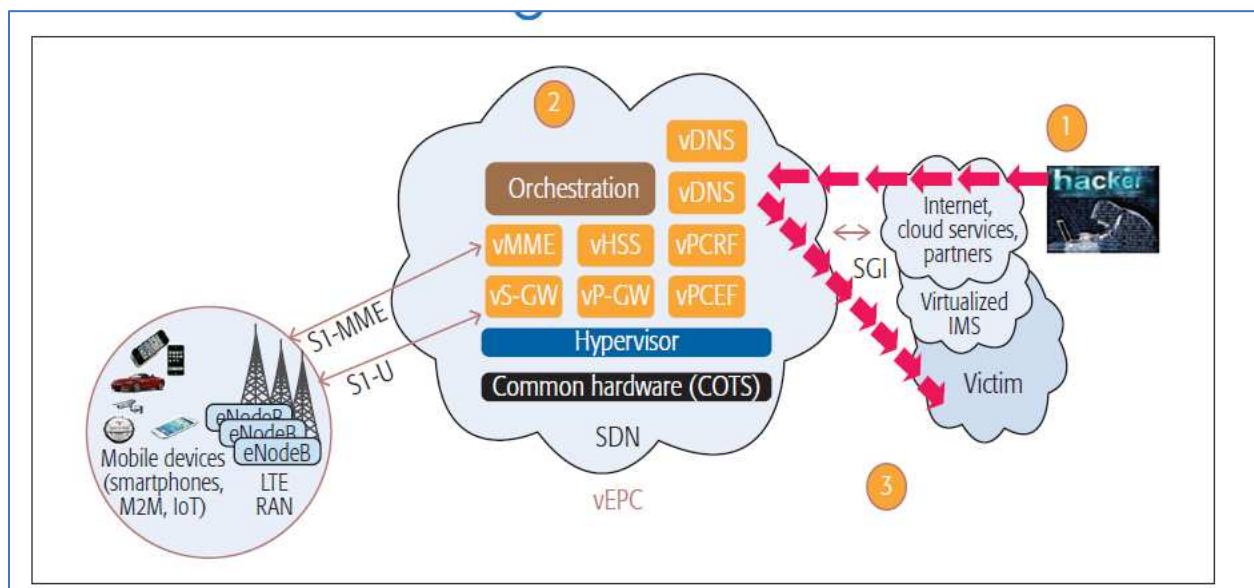 2
1
vDNS
hacker
Orchestration
vDNS
Internet,
cloud services,
partners
vMME
vHSS
vPCRF
SGI
S1-MME
vS-GW
vP-GW
vPCEF
Virtualized
IMS
S1-U
Hypervisor
Victim
Common hardware (COTS)
eNodeB
eNodeB
eNodeB
SDN
Mobile devices
(smartphones,
M2M, IoT)
LTE
RAN
3
vEPC